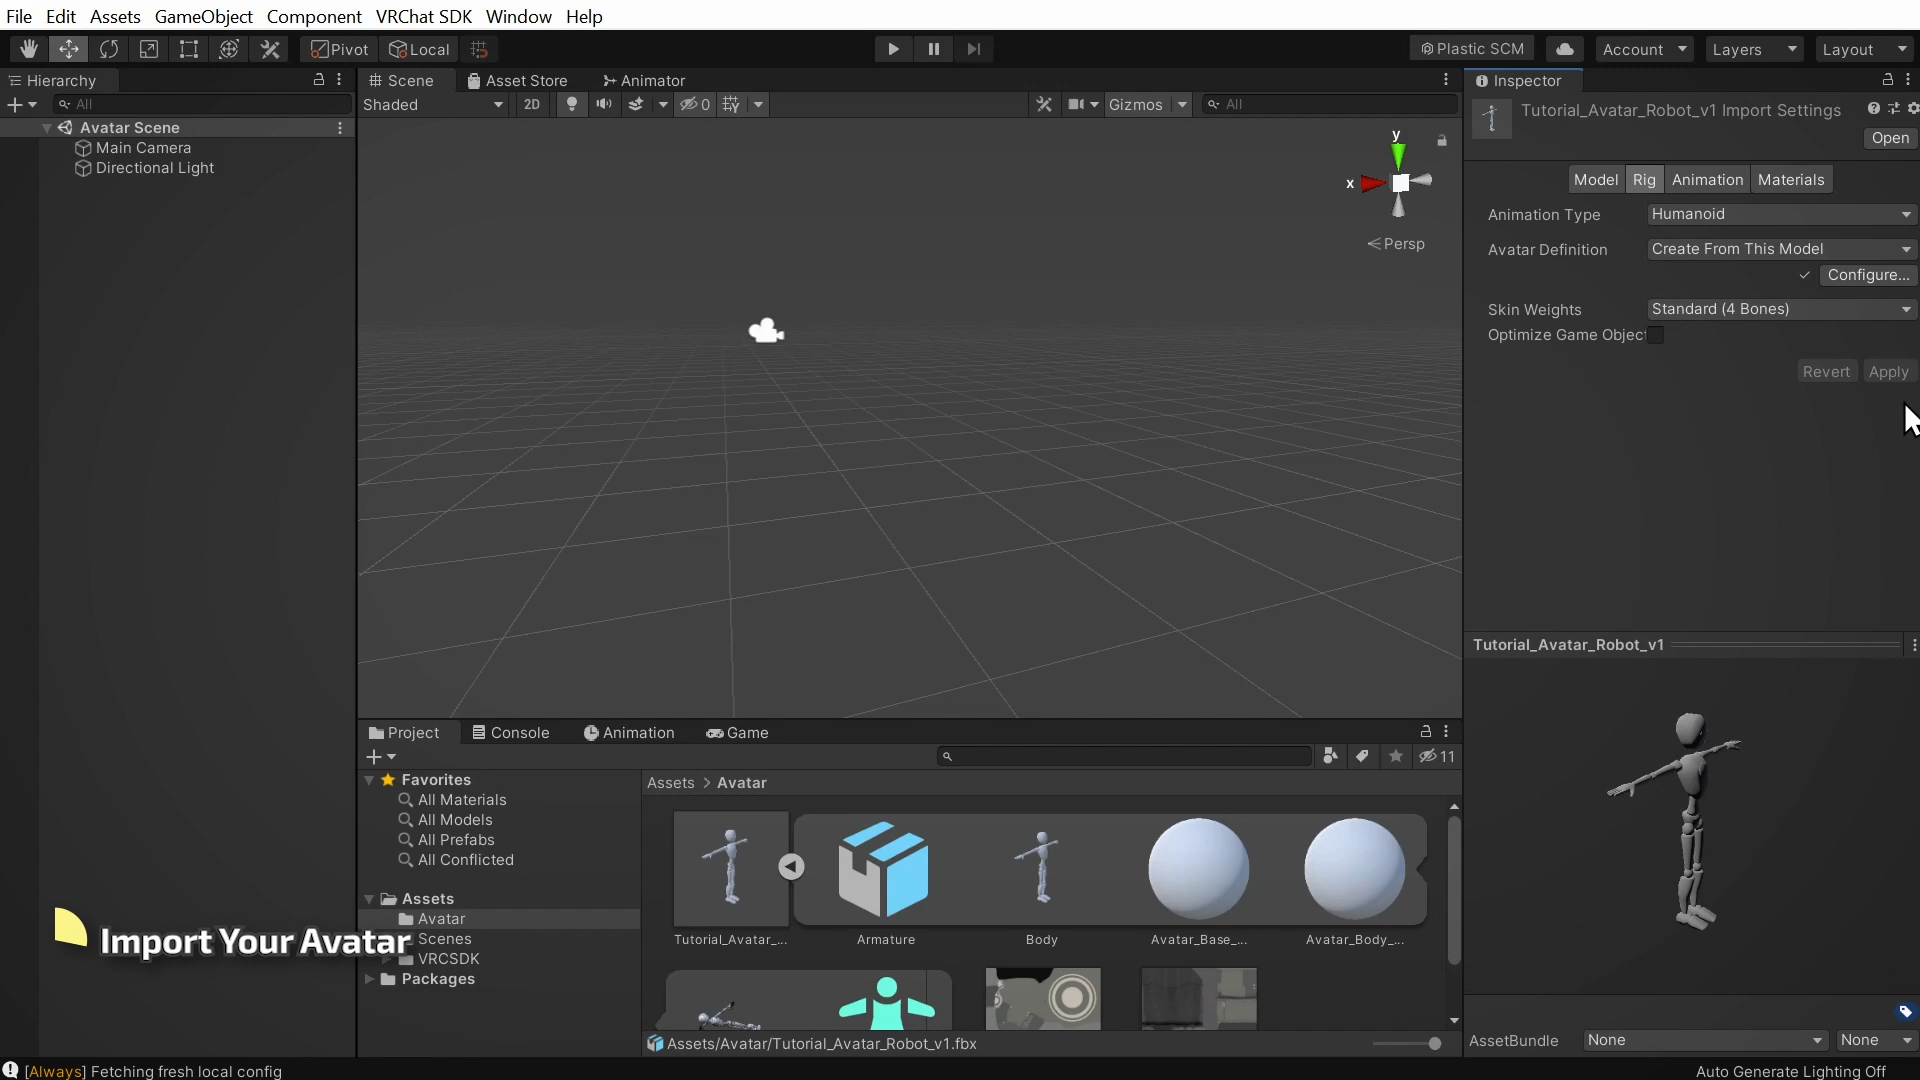 File Edit Assets GameObject Component VRChat SDK Window Help
Pivot Local Plastic SCM Account Layers Layout
Hierarchy
All
Avatar Scene
Main Camera
Directional Light
Scene Asset Store Animator
Shaded 2D 0 Gizmos All
y
x
Persp
Inspector
Tutorial_Avatar_Robot_v1 Import Settings
Open
Model Rig Animation Materials
Animation Type Humanoid
Avatar Definition Create From This Model
Configure...
Skin Weights Standard (4 Bones)
Optimize Game Objec
Revert Apply
Tutorial_Avatar_Robot_v1
Project Console Animation Game
11
Favorites
All Materials
All Models
All Prefabs
All Conflicted
Assets
Avatar
Scenes
VRCSDK
Packages
Assets > Avatar
Tutorial_Avatar_... Armature Body Avatar_Base_... Avatar_Body_...
Assets/Avatar/Tutorial_Avatar_Robot_v1.fbx
Import Your Avatar
AssetBundle None None
[Always] Fetching fresh local config
Auto Generate Lighting Off